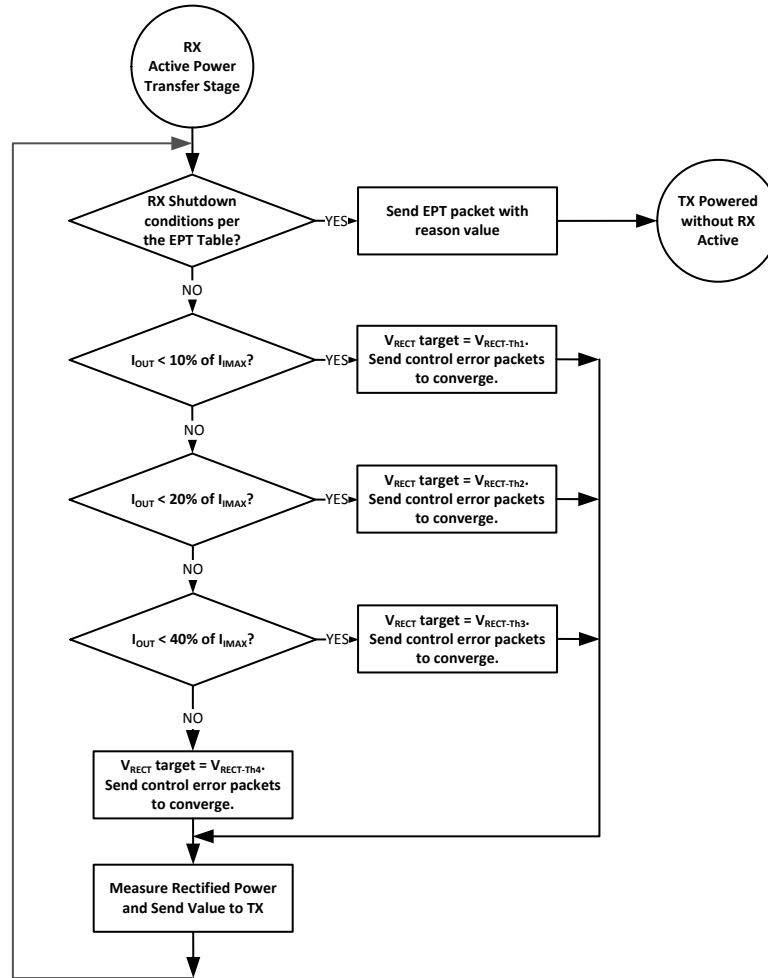 RX
Active Power
Transfer Stage
RX Shutdown
conditions per
the EPT Table?
YES
Send EPT packet with
reason value
TX Powered
without RX
Active
NO
IOUT < 10% of IIMAX?
YES
VRECT target = VRECT-Th1.
Send control error packets
to converge.
NO
IOUT < 20% of IIMAX?
YES
VRECT target = VRECT-Th2.
Send control error packets
to converge.
NO
IOUT < 40% of IIMAX?
YES
VRECT target = VRECT-Th3.
Send control error packets
to converge.
NO
VRECT target = VRECT-Th4.
Send control error packets
to converge.
Measure Rectified Power
and Send Value to TX